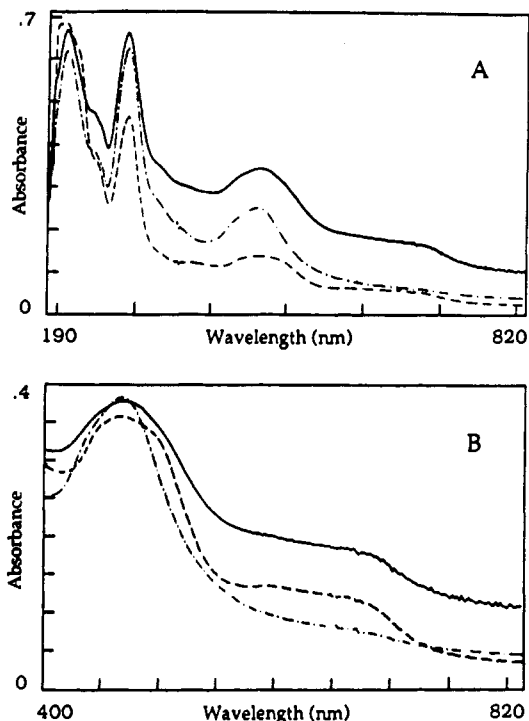 .7
A
Absorbance
0
190
Wavelength (nm)
820
.4
B
Absorbance
0
400
Wavelength (nm)
820